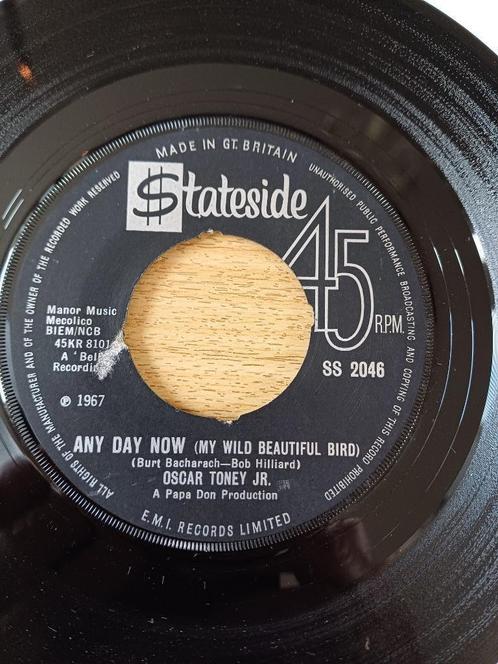 MADE IN GT. BRITAIN
$tateside
45 R.P.M.
SS 2046
Manor Music
Mecolico
BIEM/NCB
45KR 8101
A 'Bell'
Recording
℗ 1967
ANY DAY NOW (MY WILD BEAUTIFUL BIRD)
(Burt Bacharach—Bob Hilliard)
OSCAR TONEY JR.
A Papa Don Production
E.M.I. RECORDS LIMITED
ALL RIGHTS OF THE MANUFACTURER AND OF THE OWNER OF THE RECORDED WORK RESERVED
UNAUTHORISED PUBLIC PERFORMANCE BROADCASTING AND COPYING OF THIS RECORD PROHIBITED